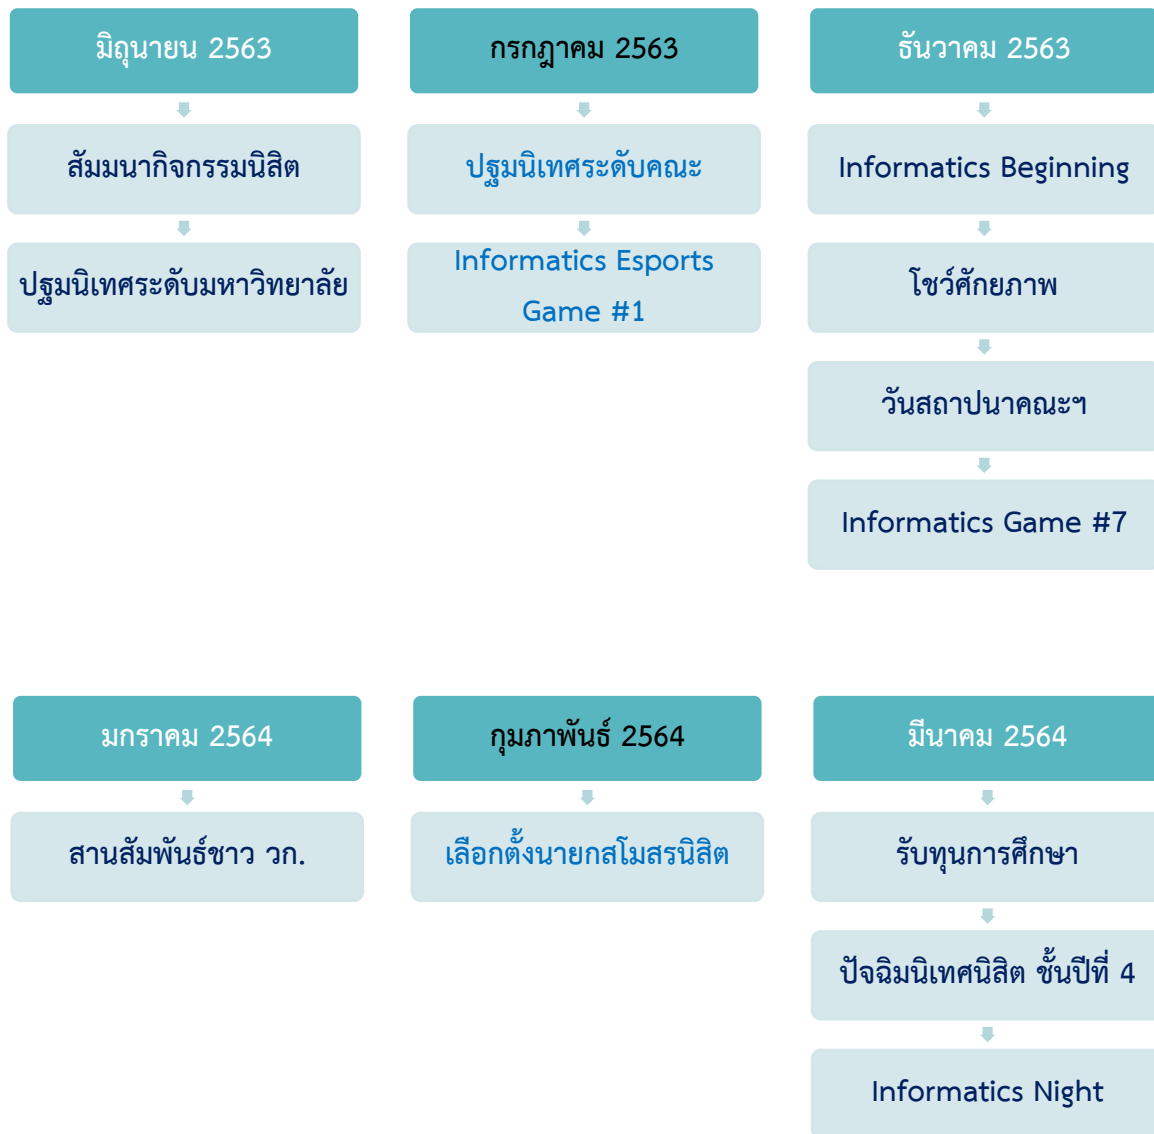 มิถุนายน 2563
สัมมนากิจกรรมนิสิต
ปฐมนิเทศระดับมหาวิทยาลัย
กรกฎาคม 2563
ปฐมนิเทศระดับคณะ
Informatics Esports
Game #1
ธันวาคม 2563
Informatics Beginning
โชว์ศักยภาพ
วันสถาปนาคณะฯ
Informatics Game #7
มกราคม 2564
สานสัมพันธ์ชาว วก.
กุมภาพันธ์ 2564
เลือกตั้งนายกสโมสรนิสิต
มีนาคม 2564
รับทุนการศึกษา
ปัจฉิมนิเทศนิสิต ชั้นปีที่ 4
Informatics Night